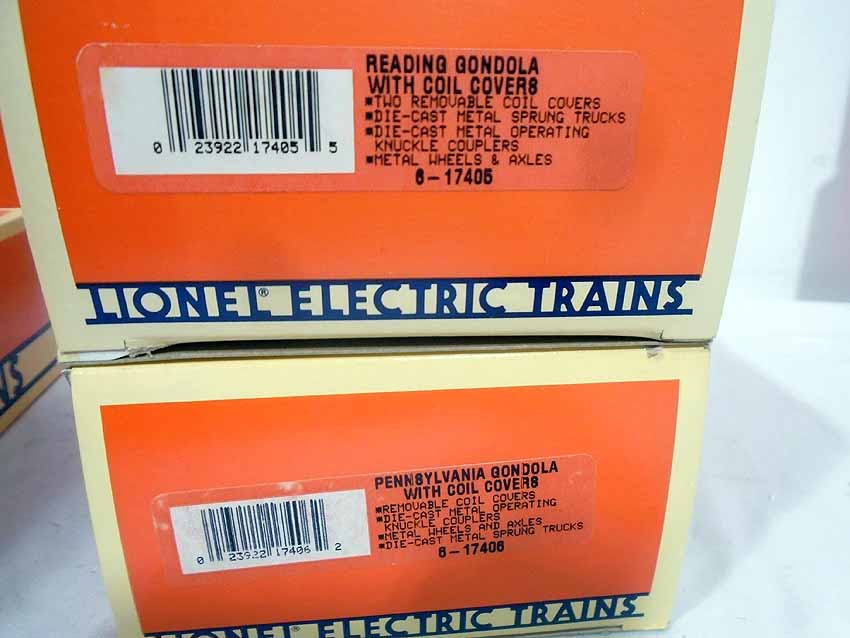 READING GONDOLA
WITH COIL COVERS
■TWO REMOVABLE COIL COVERS
■DIE-CAST METAL SPRUNG TRUCKS
■DIE-CAST METAL OPERATING
KNUCKLE COUPLERS
■METAL WHEELS & AXLES
6-17405
0 23922 17405 5
LIONEL® ELECTRIC TRAINS
PENNSYLVANIA GONDOLA
WITH COIL COVERS
■REMOVABLE COIL COVERS
■DIE-CAST METAL OPERATING
KNUCKLE COUPLERS
■METAL WHEELS AND AXLES
■DIE-CAST METAL SPRUNG TRUCKS
6-17406
0 23922 17406 2
LIONEL® ELECTRIC TRAINS
NS